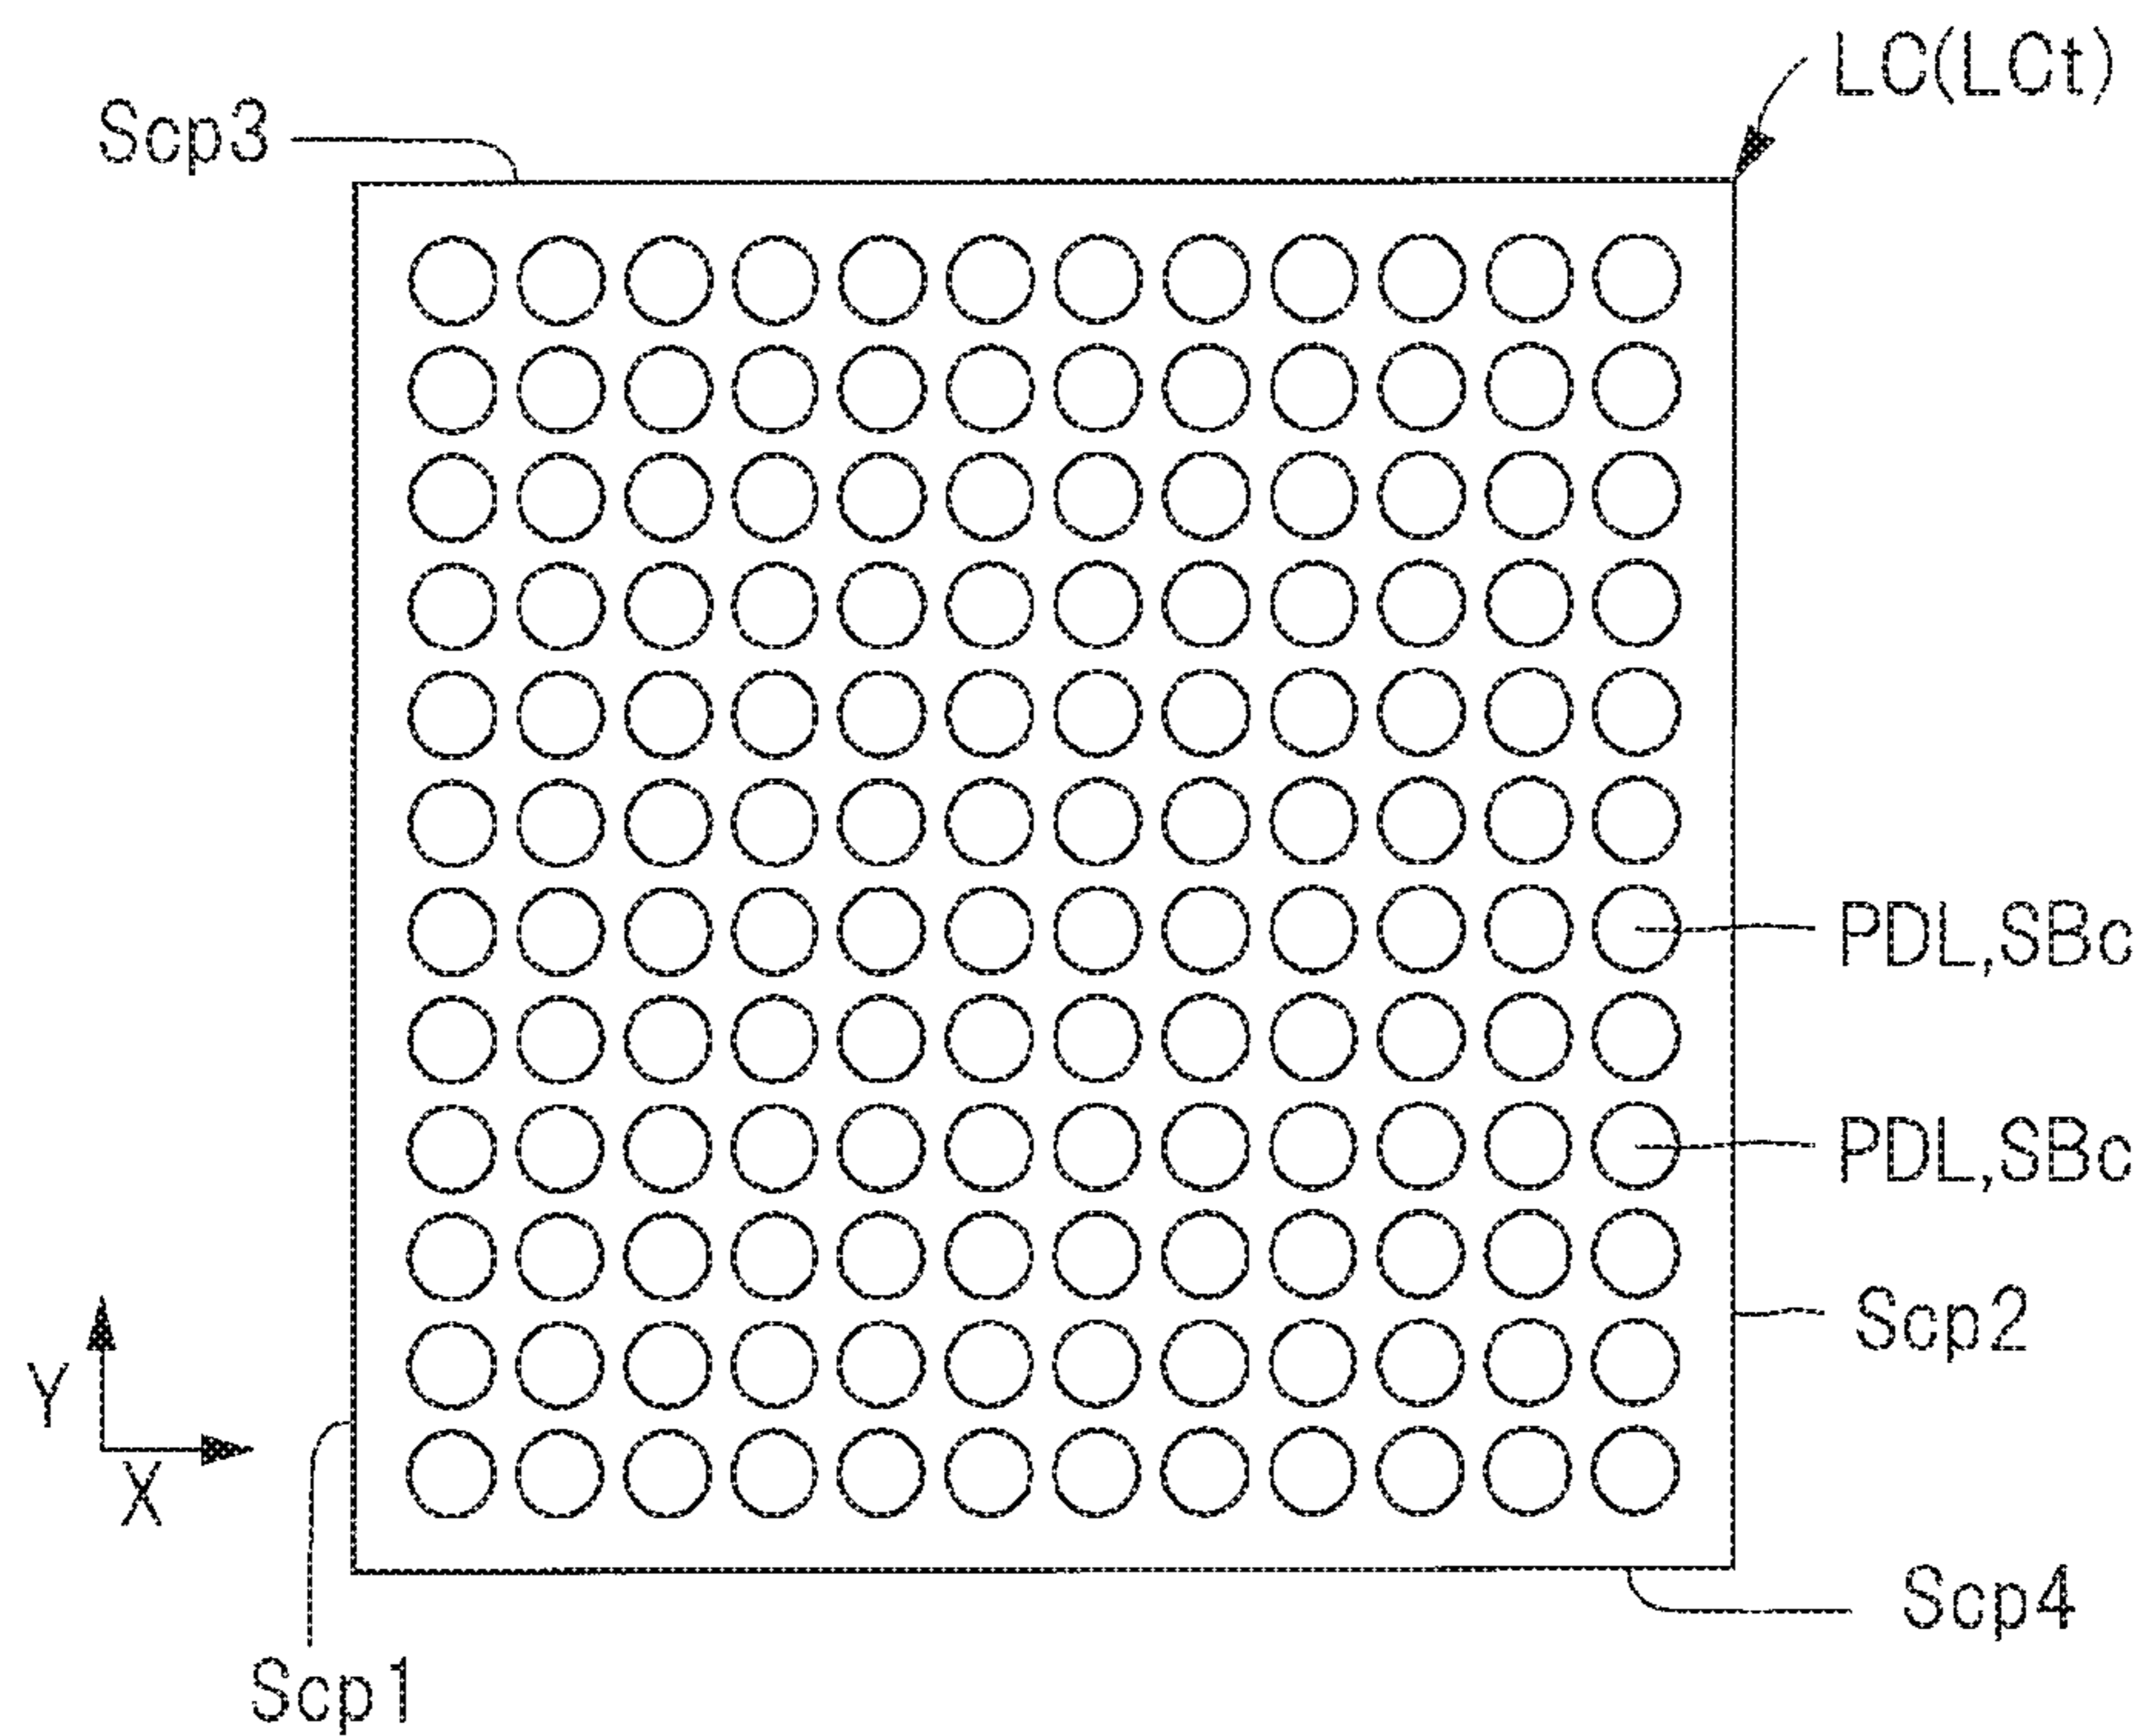 LC(LCt)
Scp3
PDL,SBc
PDL,SBc
Scp2
Y
X
Scp4
Scp1